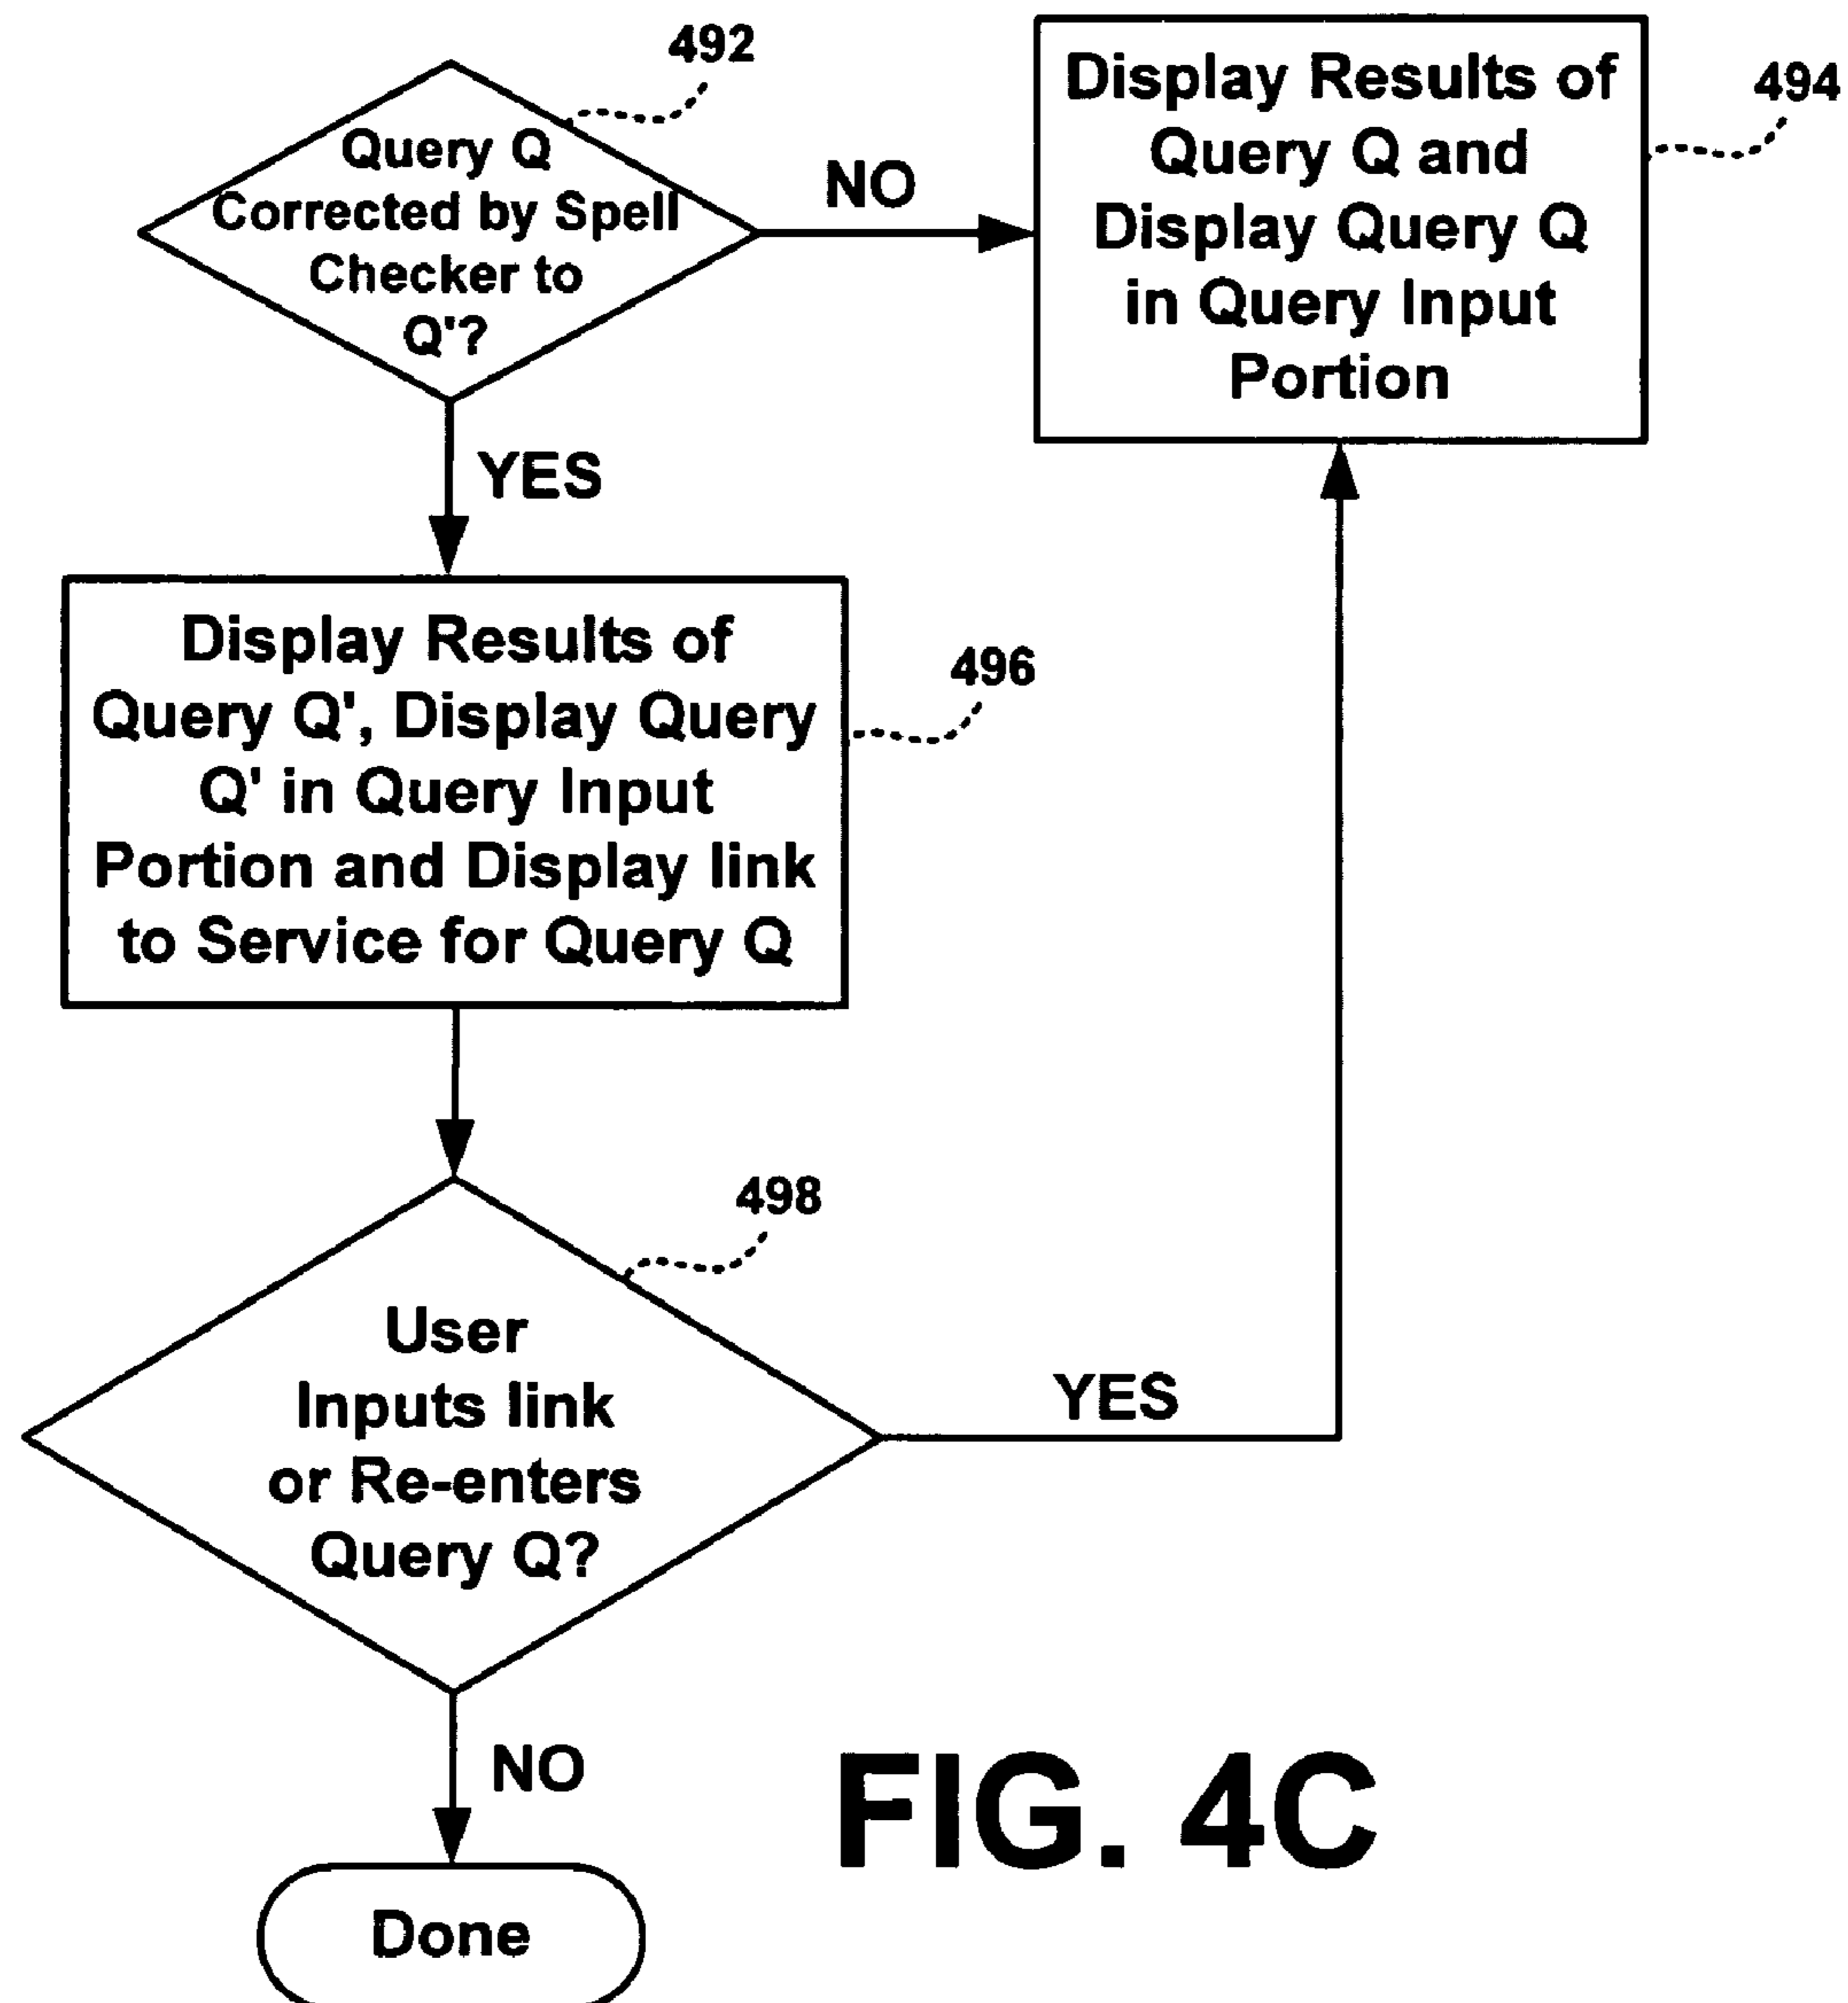 492
Query Q
Corrected by Spell
Checker to
Q'?
NO
Display Results of
Query Q and
Display Query Q
in Query Input
Portion
494
YES
Display Results of
Query Q', Display Query
Q' in Query Input
Portion and Display link
to Service for Query Q
496
498
User
Inputs link
or Re-enters
Query Q?
YES
NO
Done
FIG. 4C